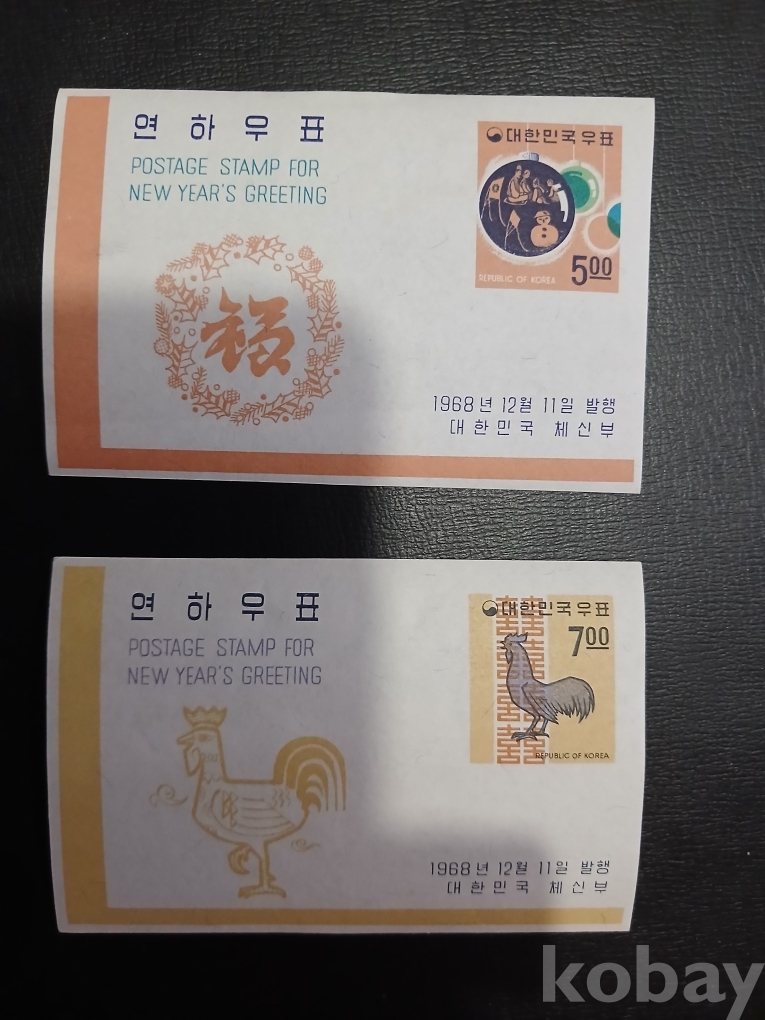 연하우표
POSTAGE STAMP FOR
NEW YEAR'S GREETING
福
대한민국우표
REPUBLIC OF KOREA
500
1968년 12월 11일 발행
대한민국 체신부
연하우표
POSTAGE STAMP FOR
NEW YEAR'S GREETING
대한민국우표
700
REPUBLIC OF KOREA
1968년 12월 11일 발행
대한민국 체신부
kobay